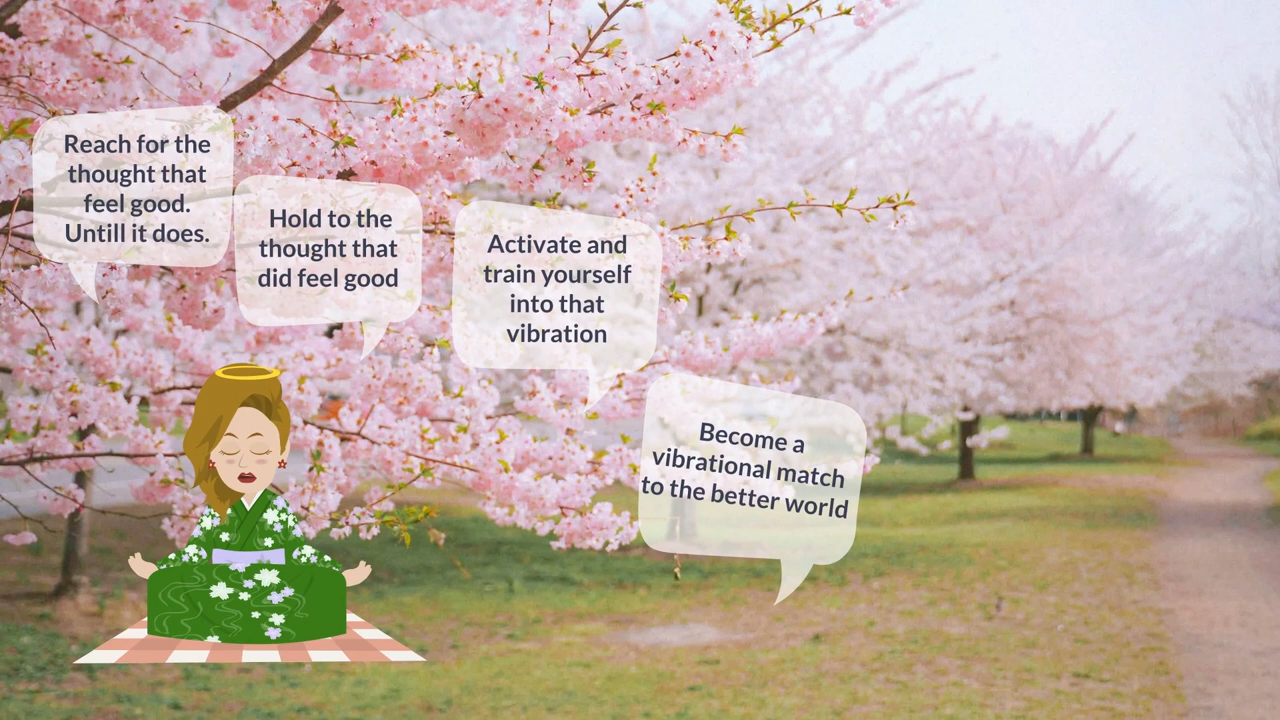 Reach for the
thought that
feel good.
Untill it does.
Hold to the
thought that
did feel good
Activate and
train yourself
into that
vibration
Become a
vibrational match
to the better world